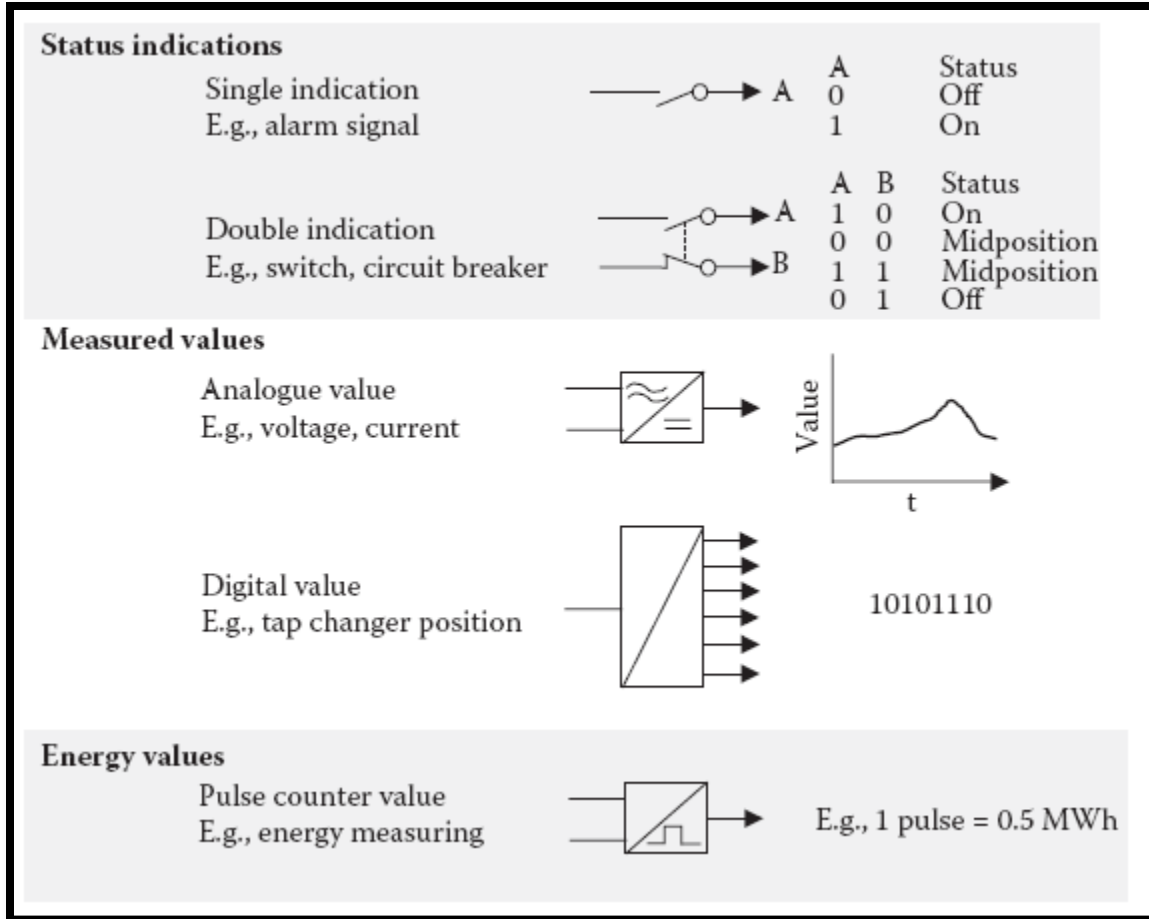 Status indications
Single indication
E.g., alarm signal
A
A Status
0 Off
1 On
Double indication
E.g., switch, circuit breaker
A
B
A B Status
1 0 On
0 0 Midposition
1 1 Midposition
0 1 Off
Measured values
Analogue value
E.g., voltage, current
Value
t
Digital value
E.g., tap changer position
10101110
Energy values
Pulse counter value
E.g., energy measuring
E.g., 1 pulse = 0.5 MWh